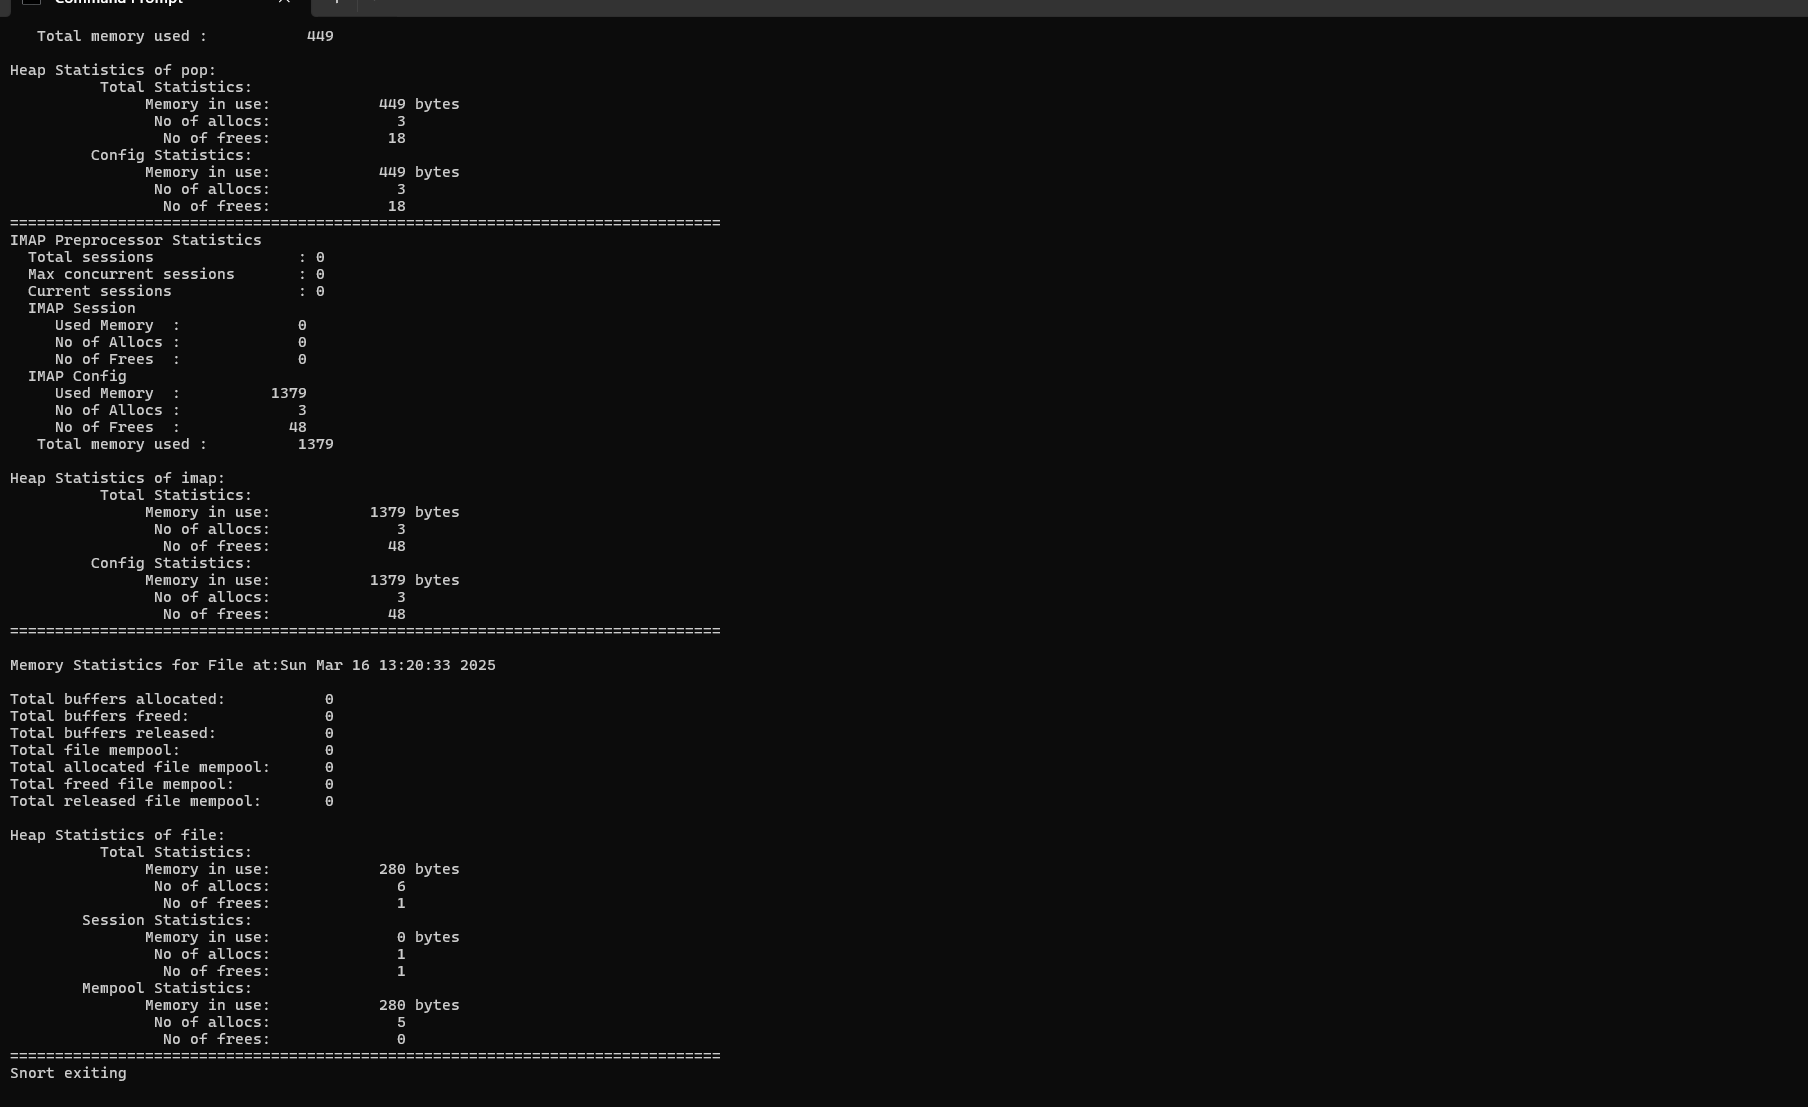 Command Prompt
Total memory used :           449
Heap Statistics of pop:
Total Statistics:
Memory in use:            449 bytes
No of allocs:              3
No of frees:             18
Config Statistics:
Memory in use:            449 bytes
No of allocs:              3
No of frees:             18
===============================================================================
IMAP Preprocessor Statistics
Total sessions                : 0
Max concurrent sessions       : 0
Current sessions              : 0
IMAP Session
Used Memory  :             0
No of Allocs :             0
No of Frees  :             0
IMAP Config
Used Memory  :          1379
No of Allocs :             3
No of Frees  :            48
Total memory used :          1379
Heap Statistics of imap:
Total Statistics:
Memory in use:           1379 bytes
No of allocs:              3
No of frees:             48
Config Statistics:
Memory in use:           1379 bytes
No of allocs:              3
No of frees:             48
===============================================================================
Memory Statistics for File at:Sun Mar 16 13:20:33 2025
Total buffers allocated:           0
Total buffers freed:               0
Total buffers released:            0
Total file mempool:                0
Total allocated file mempool:      0
Total freed file mempool:          0
Total released file mempool:       0
Heap Statistics of file:
Total Statistics:
Memory in use:            280 bytes
No of allocs:              6
No of frees:              1
Session Statistics:
Memory in use:              0 bytes
No of allocs:              1
No of frees:              1
Mempool Statistics:
Memory in use:            280 bytes
No of allocs:              5
No of frees:              0
===============================================================================
Snort exiting